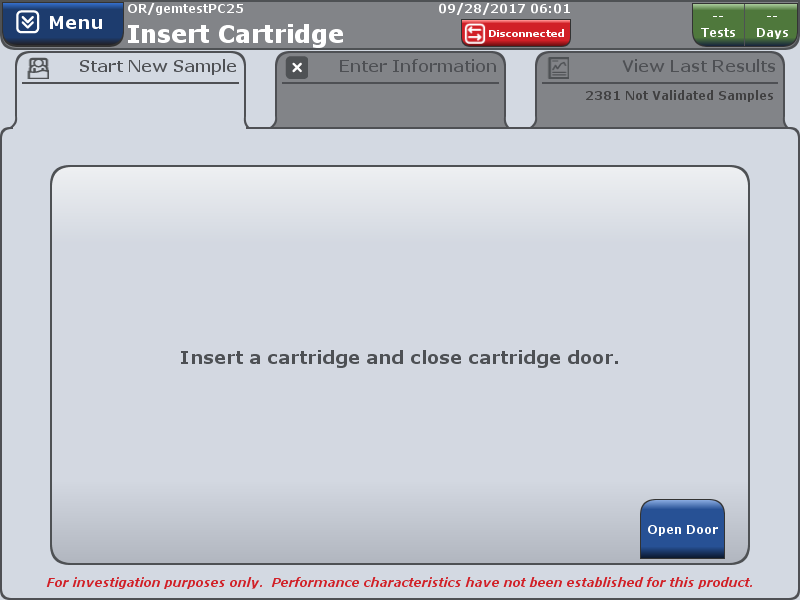 Menu
OR/gemtestPC25
09/28/2017 06:01
Insert Cartridge
Disconnected
-- --
Tests Days
Start New Sample
Enter Information
View Last Results
2381 Not Validated Samples
Insert a cartridge and close cartridge door.
Open Door
For investigation purposes only. Performance characteristics have not been established for this product.